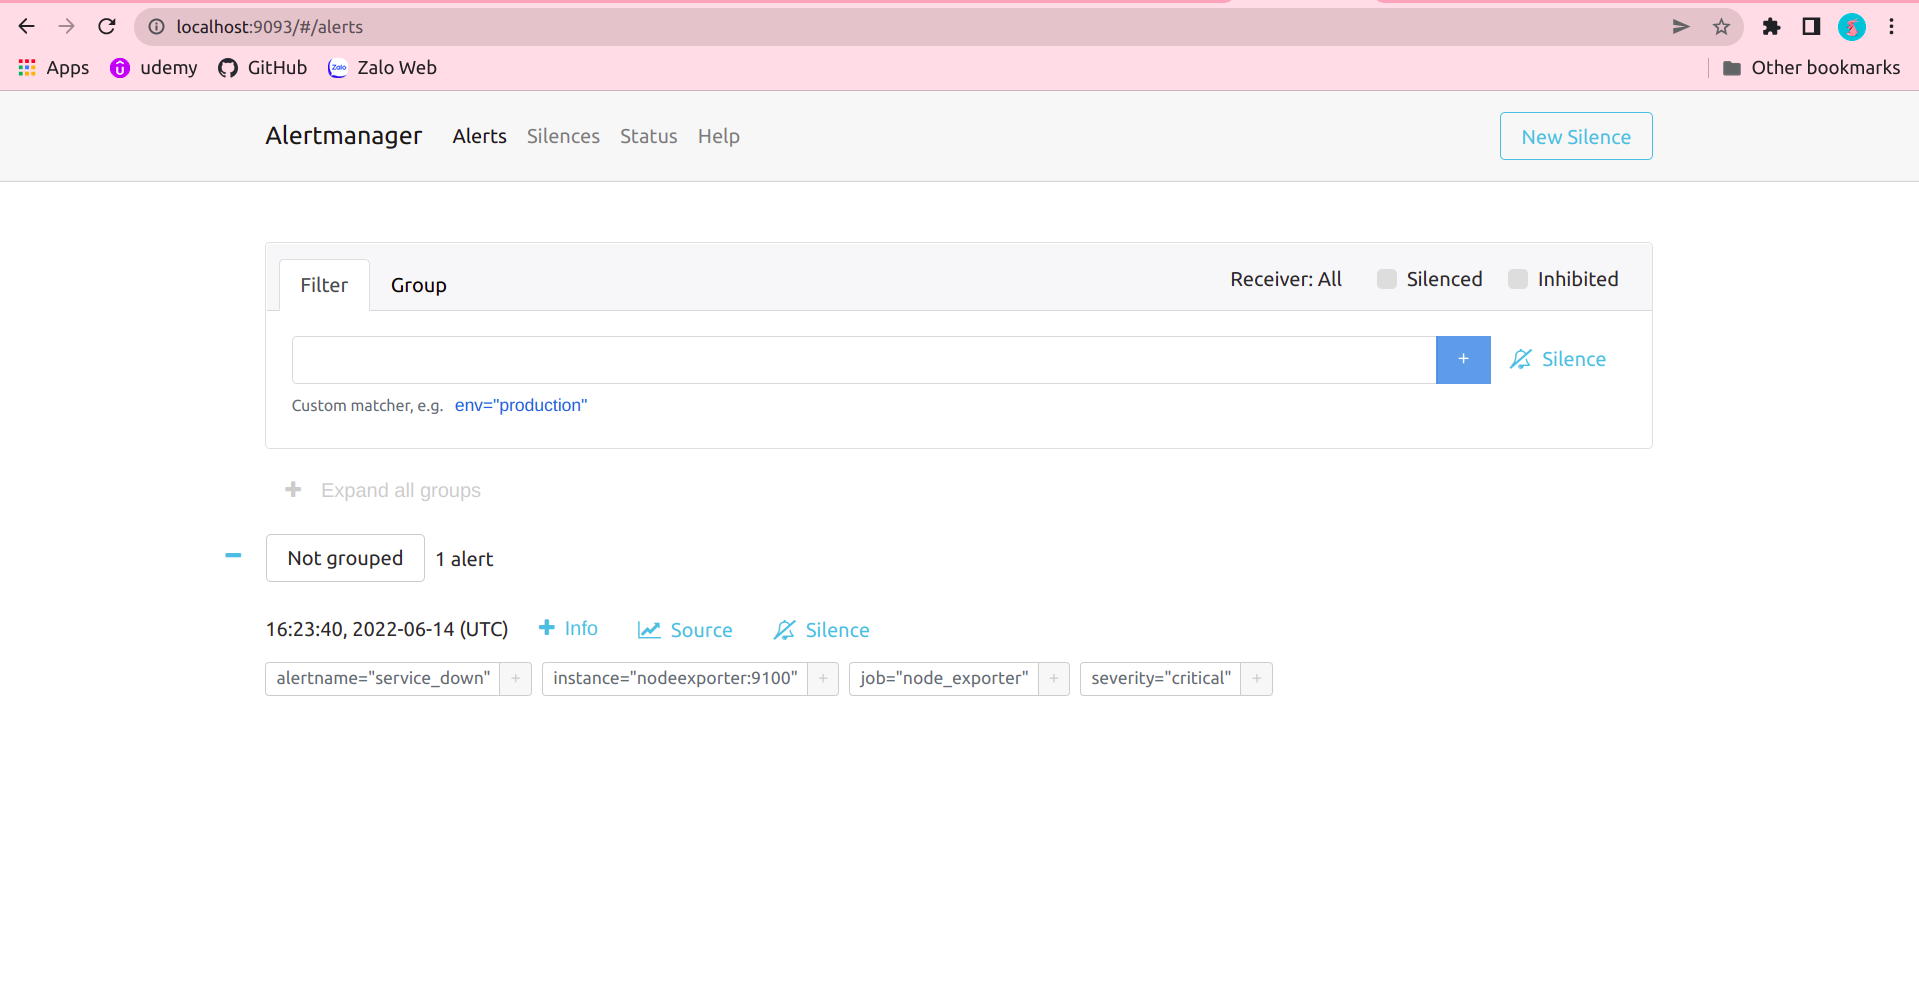 localhost:9093/#/alerts
Apps udemy GitHub Zalo Zalo Web Other bookmarks
Alertmanager Alerts Silences Status Help New Silence
Filter Group Receiver: All Silenced Inhibited
+ Silence
Custom matcher, e.g. env="production"
+ Expand all groups
Not grouped 1 alert
16:23:40, 2022-06-14 (UTC) + Info Source Silence
alertname="service_down" + instance="nodeexporter:9100" + job="node_exporter" + severity="critical" +